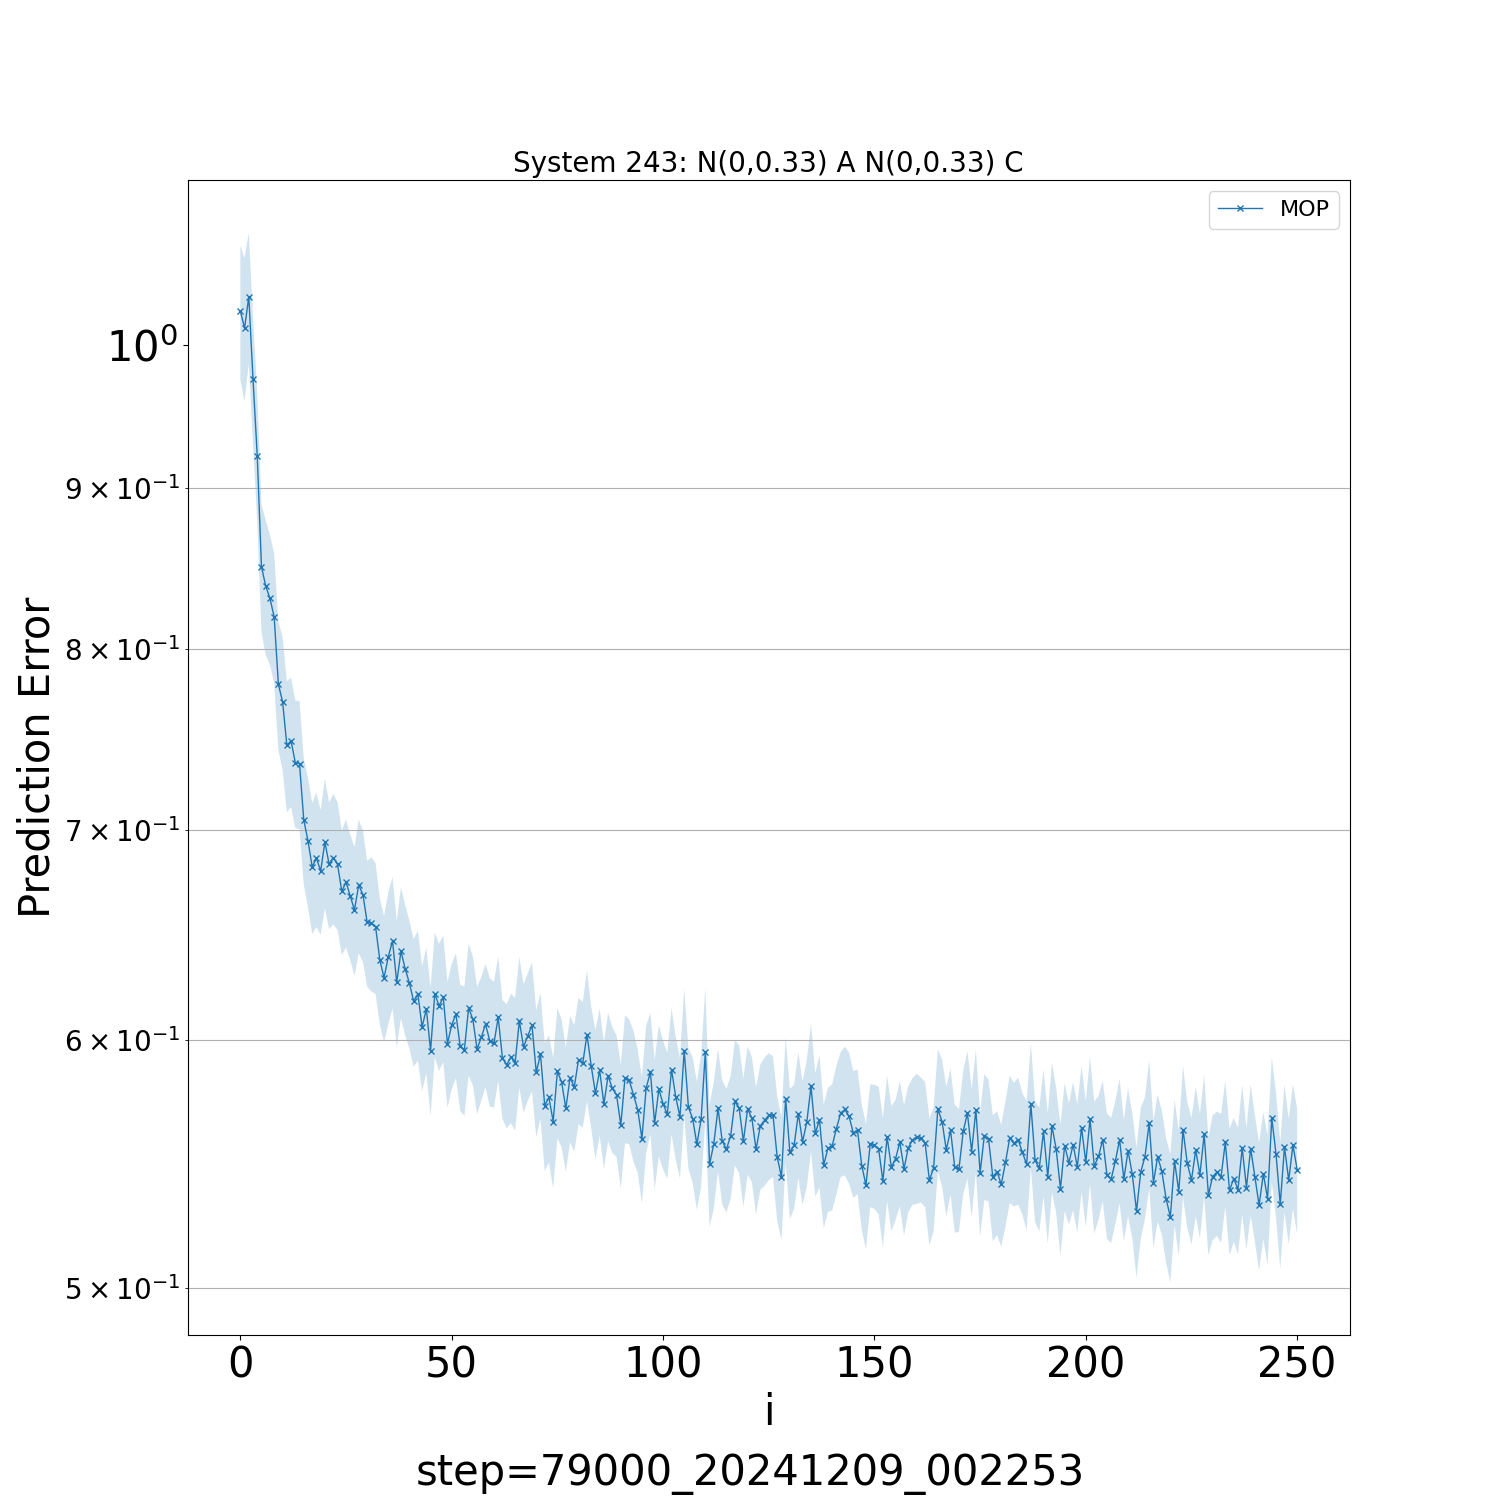 System 243: N(0,0.33) A N(0,0.33) C
MOP
10⁰
9 × 10⁻¹
8 × 10⁻¹
7 × 10⁻¹
6 × 10⁻¹
5 × 10⁻¹
Prediction Error
0 50 100 150 200 250
i
step=79000_20241209_002253